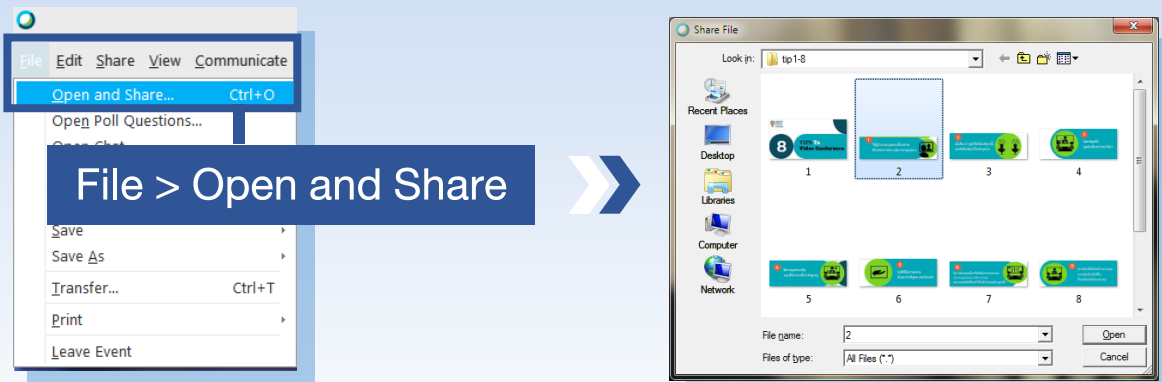 File Edit Share View Communicate
Open and Share... Ctrl+O
Open Poll Questions...
Open Chat
File > Open and Share
Save
Save As
Transfer... Ctrl+T
Print
Leave Event
Share File
Look in: tip1-8
Recent Places
Desktop
Libraries
Computer
Network
8 TIPS To
Video Conference
1
2
3
4
5
6
7
8
File name: 2 Open
Files of type: All Files (*.*) Cancel